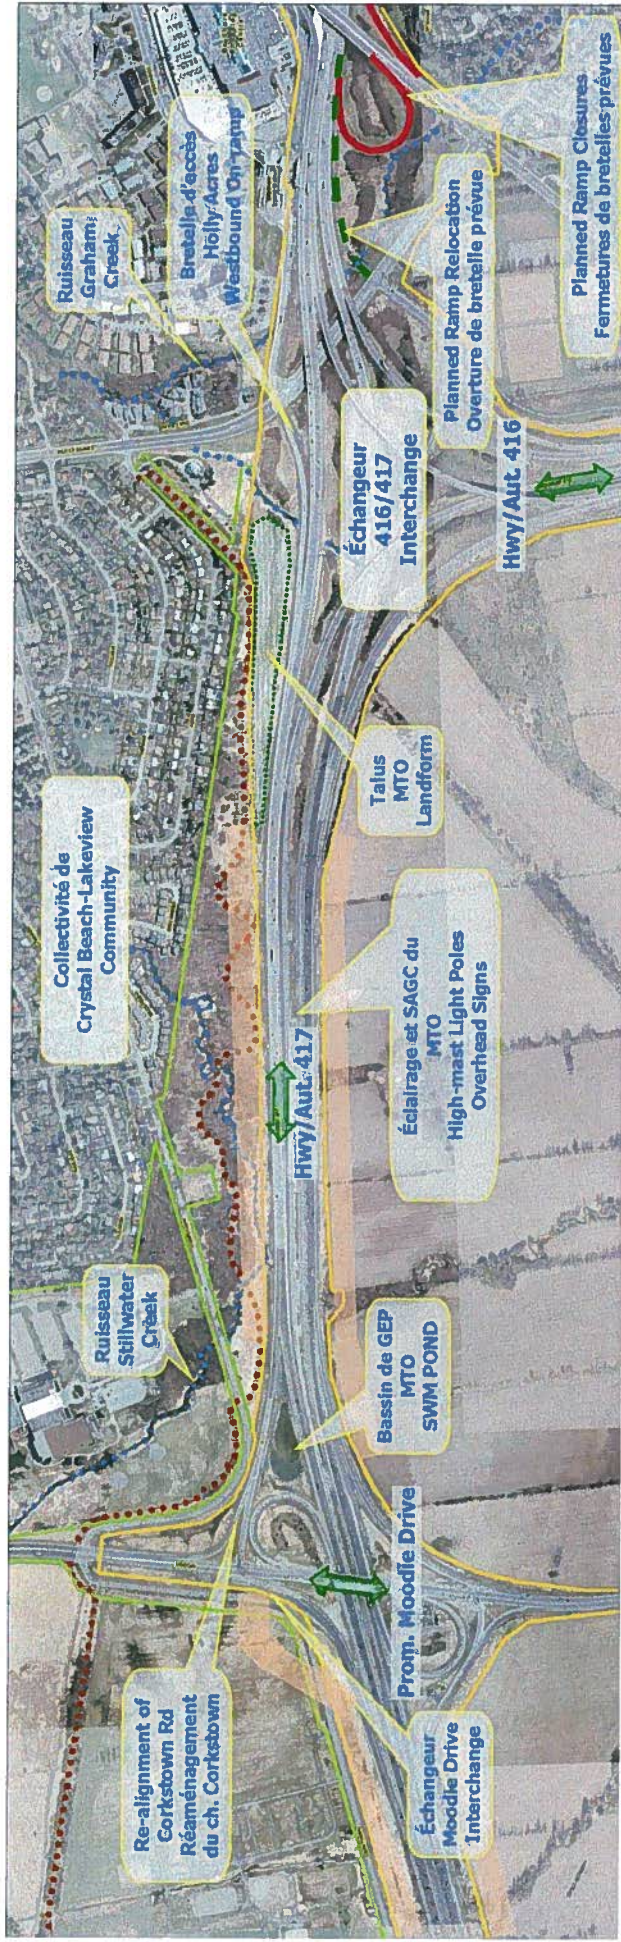 Re-alignment of
Corkstown Rd
Réaménagement
du ch. Corkstown
Ruisseau
Stillwater
Creek
Collectivité de
Crystal Beach-Lakeview
Community
Ruisseau
Graham
Creek
Bretelle d'accès
Holly Acres
Westbound On-ramp
Échangeur
Moodie Drive
Interchange
Prom. Moodie Drive
Bassin de GEP
MTO
SWM POND
Hwy/Aut. 417
Éclairage et SAGC du
MTO
High-mast Light Poles
Overhead Signs
Talus
MTO
Landform
Échangeur
416/417
Interchange
Hwy/Aut. 416
Planned Ramp Relocation
Overture de bretelle prévue
Planned Ramp Closures
Fermetures de bretelles prévues